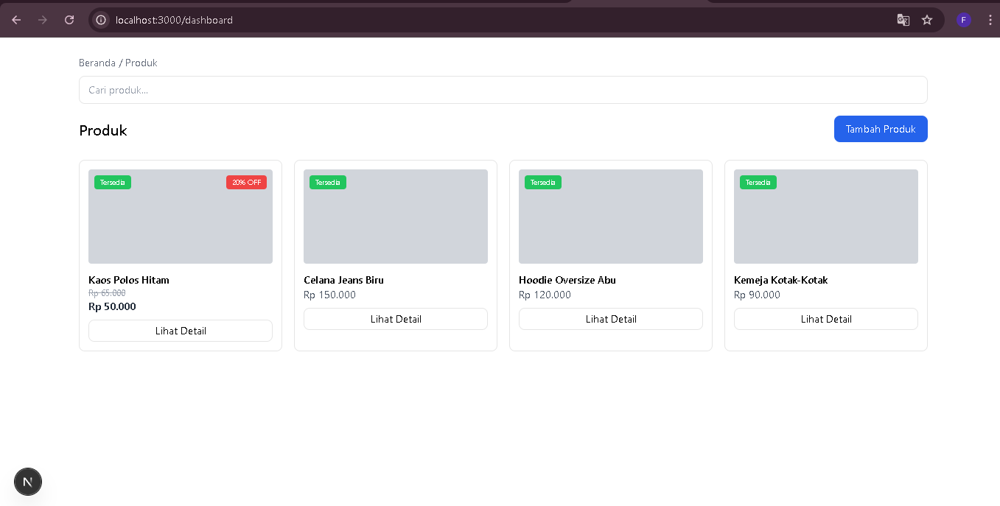 localhost:3000/dashboard
F
Beranda / Produk
Cari produk...
Produk
Tambah Produk
Tersedia
20% OFF
Kaos Polos Hitam
Rp 65.000
Rp 50.000
Lihat Detail
Tersedia
Celana Jeans Biru
Rp 150.000
Lihat Detail
Tersedia
Hoodie Oversize Abu
Rp 120.000
Lihat Detail
Tersedia
Kemeja Kotak-Kotak
Rp 90.000
Lihat Detail
N